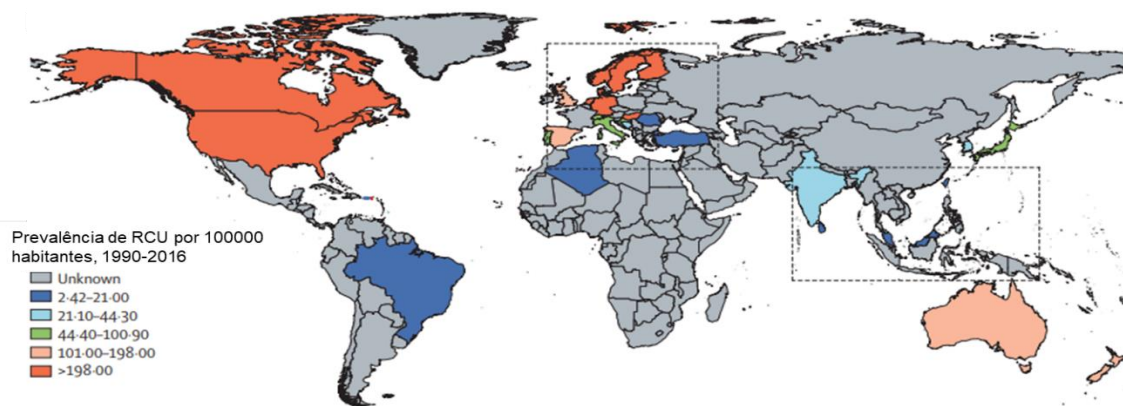 Prevalência de RCU por 100000
habitantes, 1990-2016
Unknown
2·42–21·00
21·10–44·30
44·40–100·90
101·00–198·00
>198·00